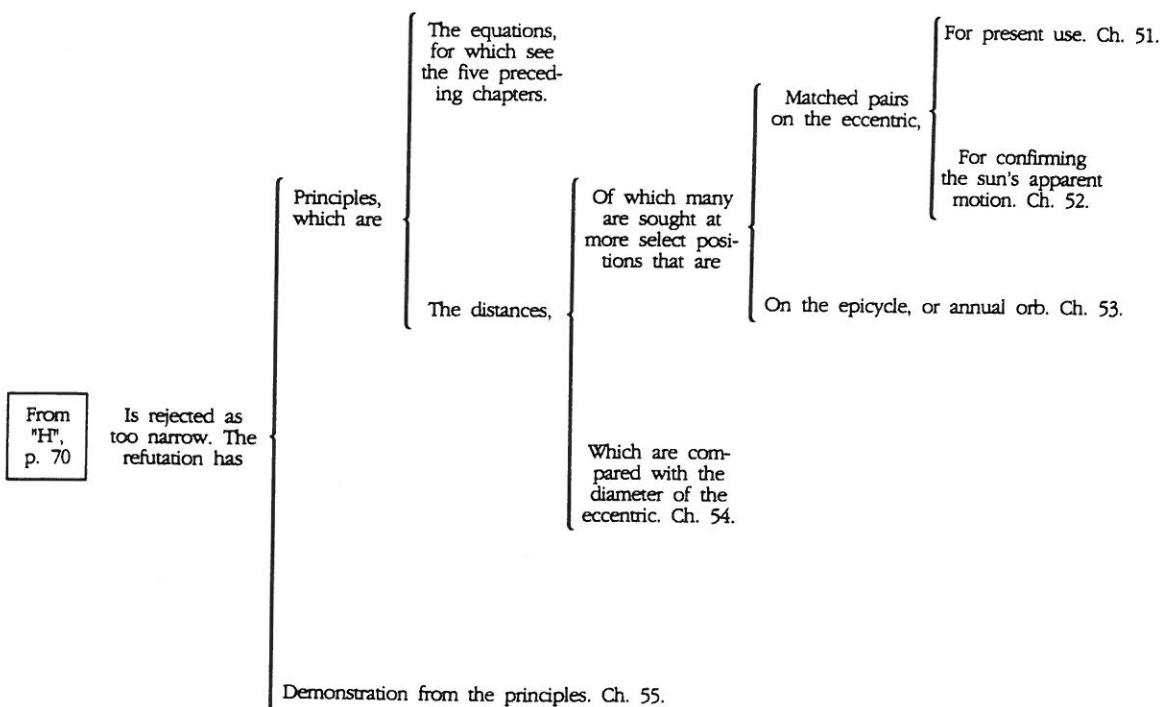 From
"H",
p. 70
Is rejected as
too narrow. The
refutation has
Principles,
which are
The equations,
for which see
the five preced-
ing chapters.
The distances,
Of which many
are sought at
more select posi-
tions that are
Matched pairs
on the eccentric,
For present use. Ch. 51.
For confirming
the sun's apparent
motion. Ch. 52.
On the epicycle, or annual orb. Ch. 53.
Which are com-
pared with the
diameter of the
eccentric. Ch. 54.
Demonstration from the principles. Ch. 55.